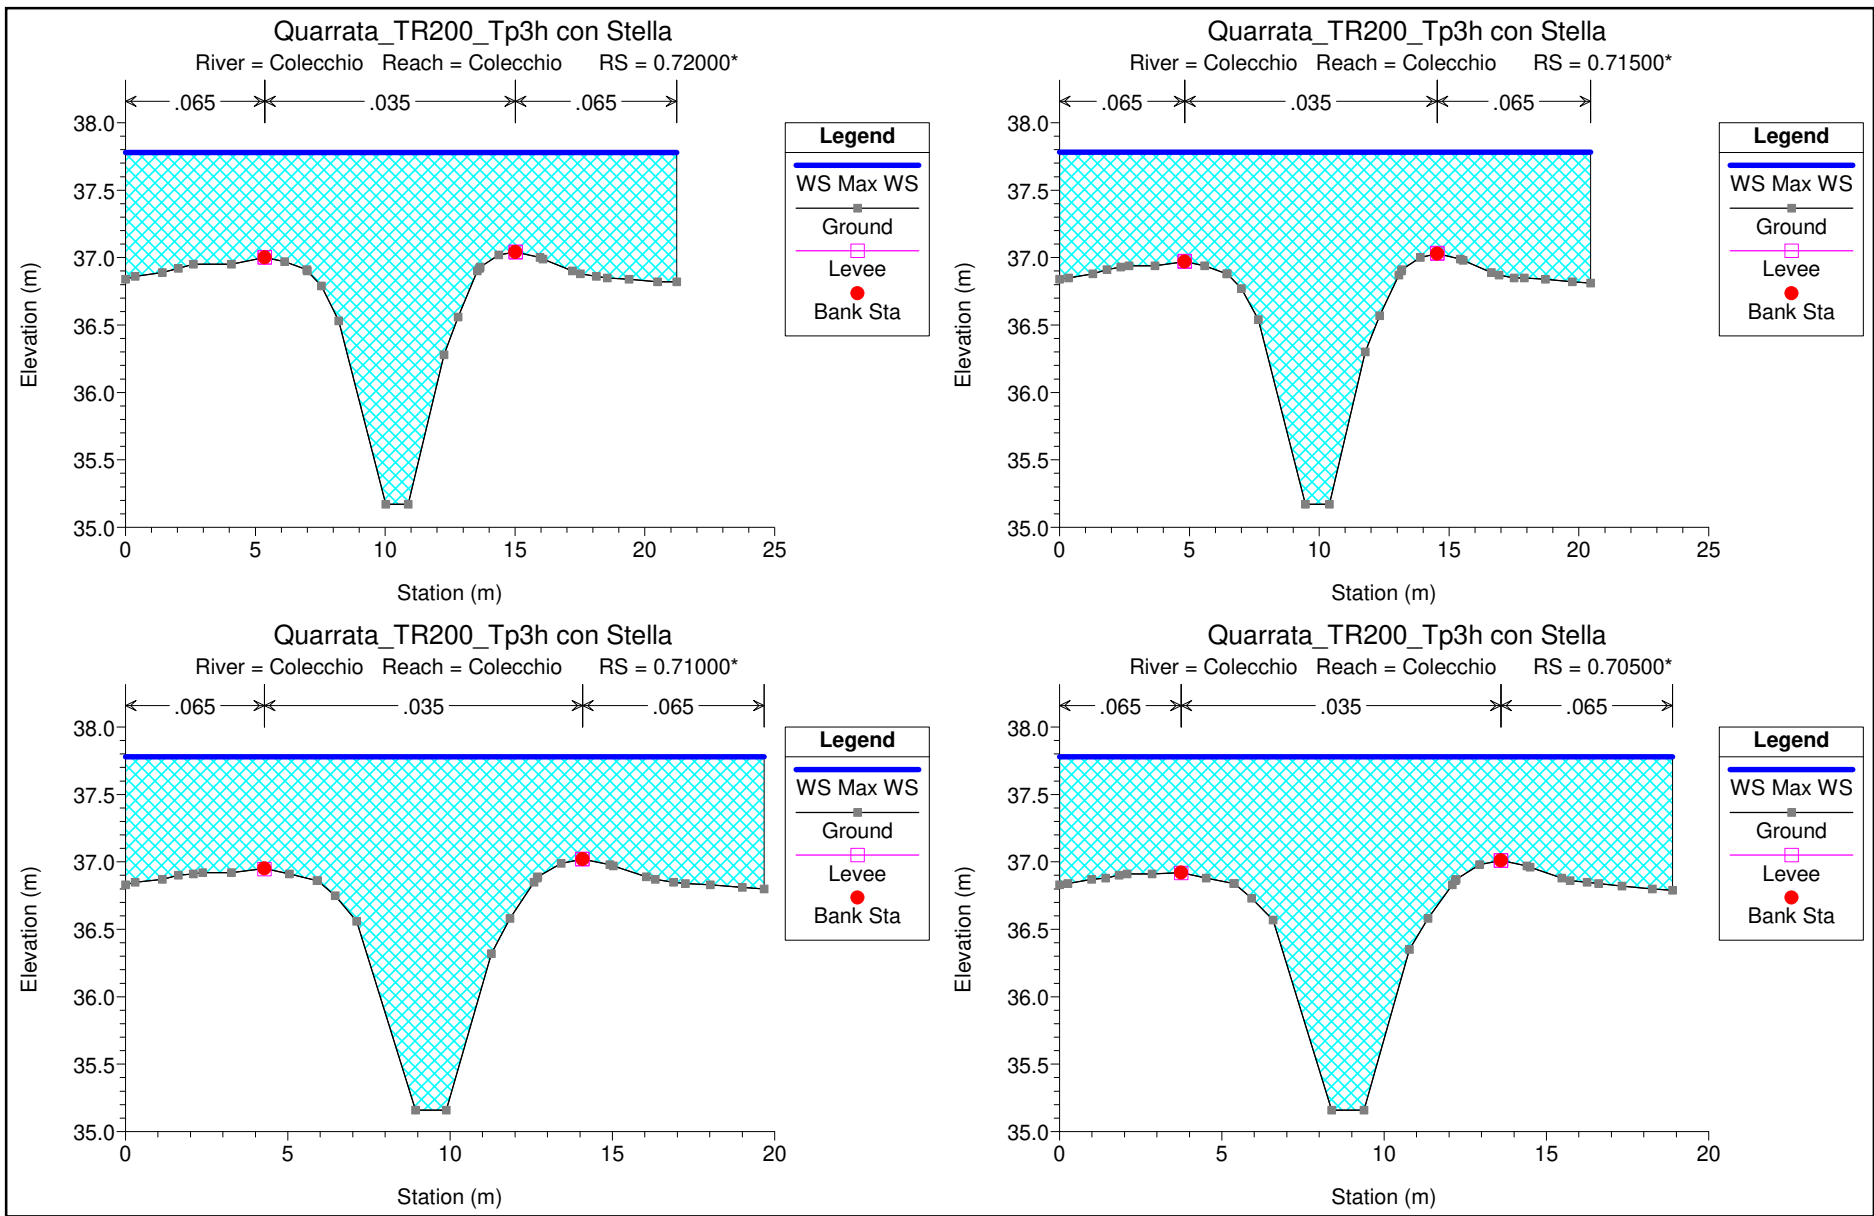 Quarrata_TR200_Tp3h con Stella
River = Colecchio   Reach = Colecchio      RS = 0.72000*
.065
.035
.065
38.0
37.5
37.0
36.5
36.0
35.5
35.0
0
5
10
15
20
25
Elevation (m)
Station (m)
Legend
WS Max WS
Ground
Levee
Bank Sta
Quarrata_TR200_Tp3h con Stella
River = Colecchio   Reach = Colecchio      RS = 0.71500*
.065
.035
.065
38.0
37.5
37.0
36.5
36.0
35.5
35.0
0
5
10
15
20
25
Elevation (m)
Station (m)
Legend
WS Max WS
Ground
Levee
Bank Sta
Quarrata_TR200_Tp3h con Stella
River = Colecchio   Reach = Colecchio      RS = 0.71000*
.065
.035
.065
38.0
37.5
37.0
36.5
36.0
35.5
35.0
0
5
10
15
20
Elevation (m)
Station (m)
Legend
WS Max WS
Ground
Levee
Bank Sta
Quarrata_TR200_Tp3h con Stella
River = Colecchio   Reach = Colecchio      RS = 0.70500*
.065
.035
.065
38.0
37.5
37.0
36.5
36.0
35.5
35.0
0
5
10
15
20
Elevation (m)
Station (m)
Legend
WS Max WS
Ground
Levee
Bank Sta